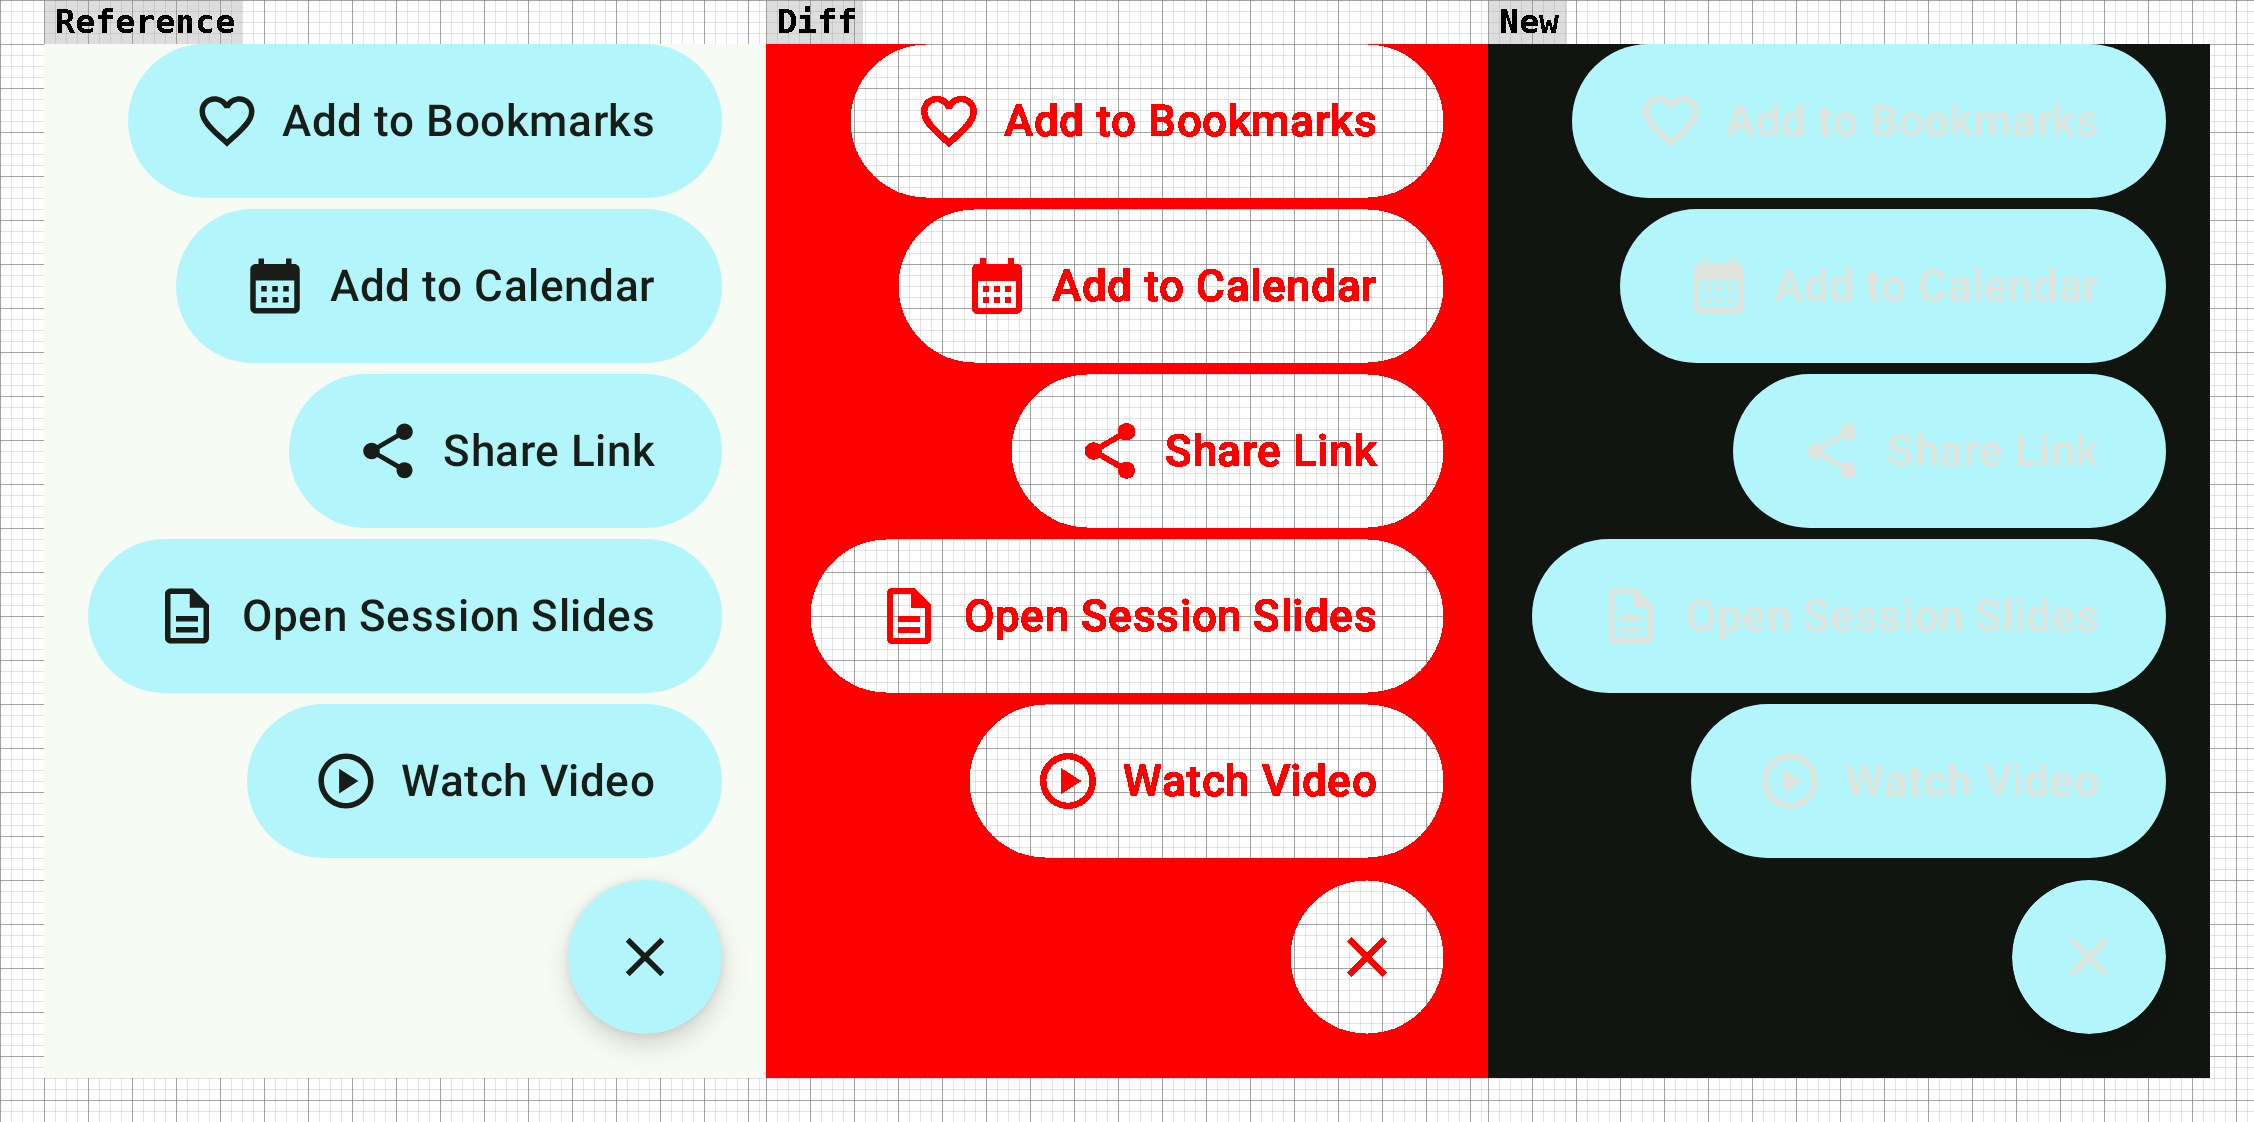 Reference
Diff
New
Add to Bookmarks
Add to Bookmarks
Add to Bookmarks
Add to Calendar
Add to Calendar
Add to Calendar
Share Link
Share Link
Share Link
Open Session Slides
Open Session Slides
Open Session Slides
Watch Video
Watch Video
Watch Video